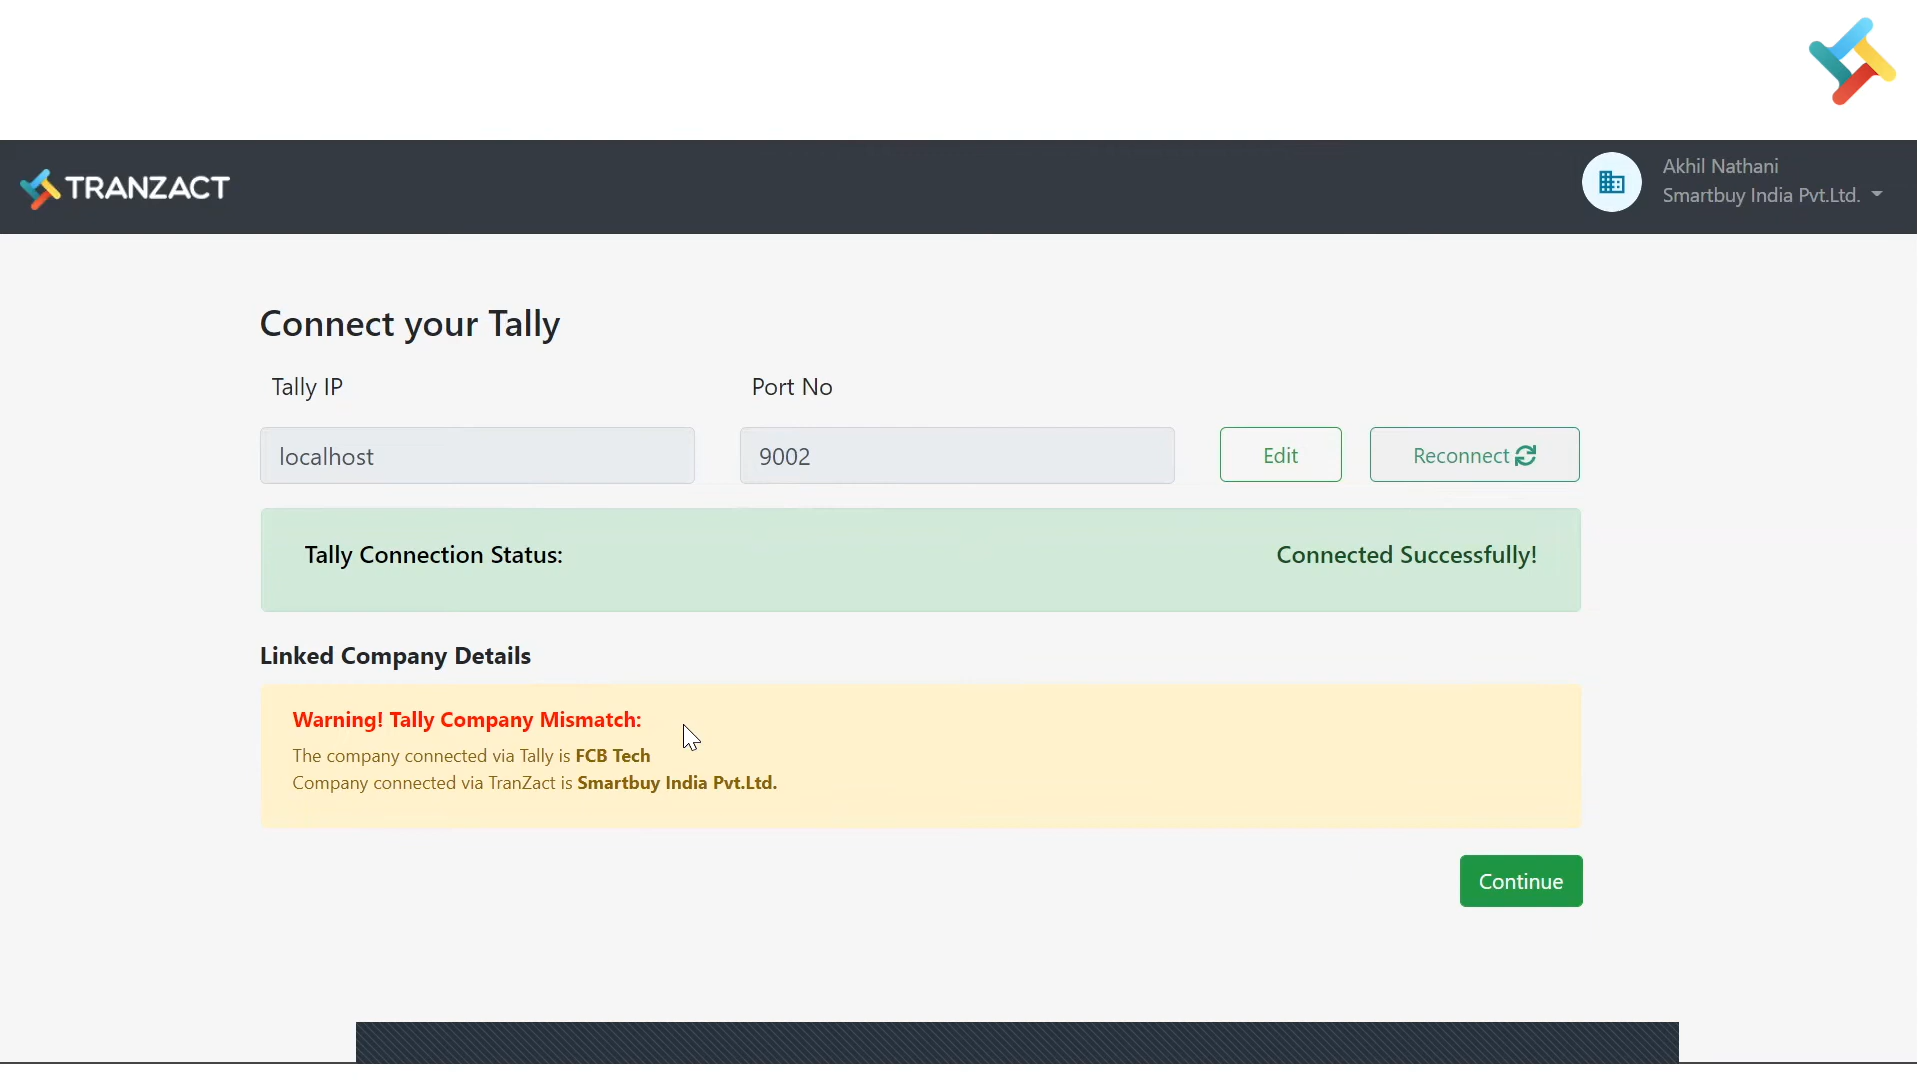 TRANZACT
Akhil Nathani
Smartbuy India Pvt.Ltd.
Connect your Tally
Tally IP
Port No
localhost
9002
Edit
Reconnect
Tally Connection Status:
Connected Successfully!
Linked Company Details
Warning! Tally Company Mismatch:
The company connected via Tally is FCB Tech
Company connected via TranZact is Smartbuy India Pvt.Ltd.
Continue